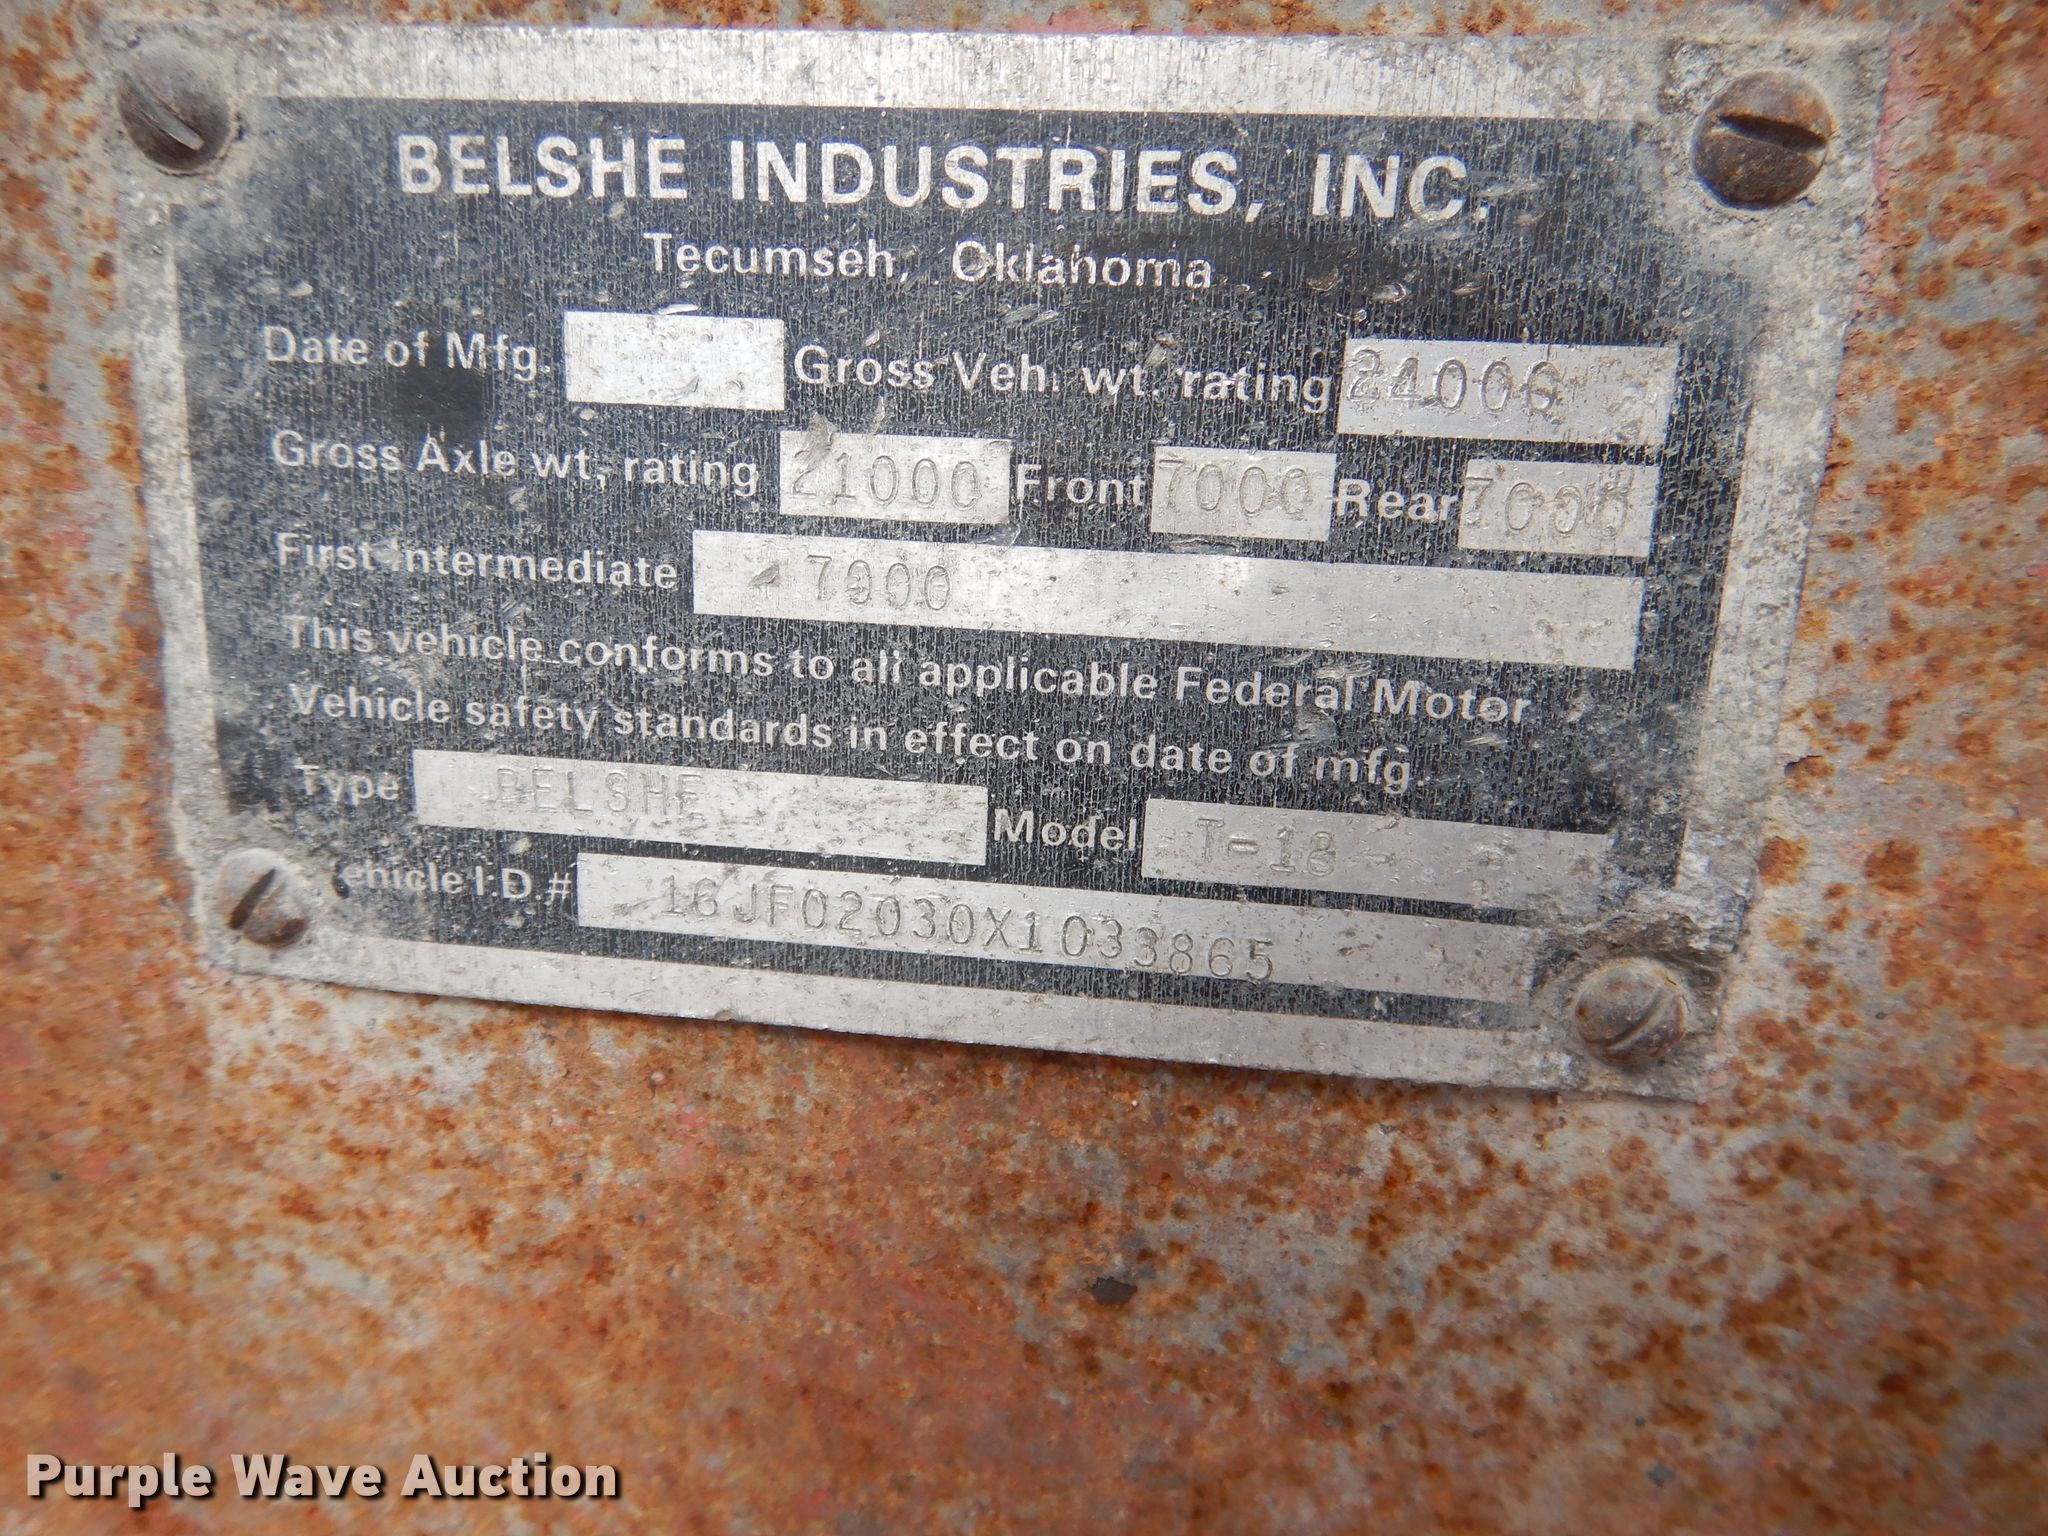 BELSHE INDUSTRIES, INC.
Tecumseh, Oklahoma
Date of Mfg. Gross Veh. wt. rating 24000
Gross Axle wt, rating 21000 Front 7000 Rear 7000
First Intermediate 7000
This vehicle conforms to all applicable Federal Motor
Vehicle safety standards in effect on date of mfg.
Type BELSHE Model T-18
ehicle I.D.# 16JF02030X1033865
Purple Wave Auction